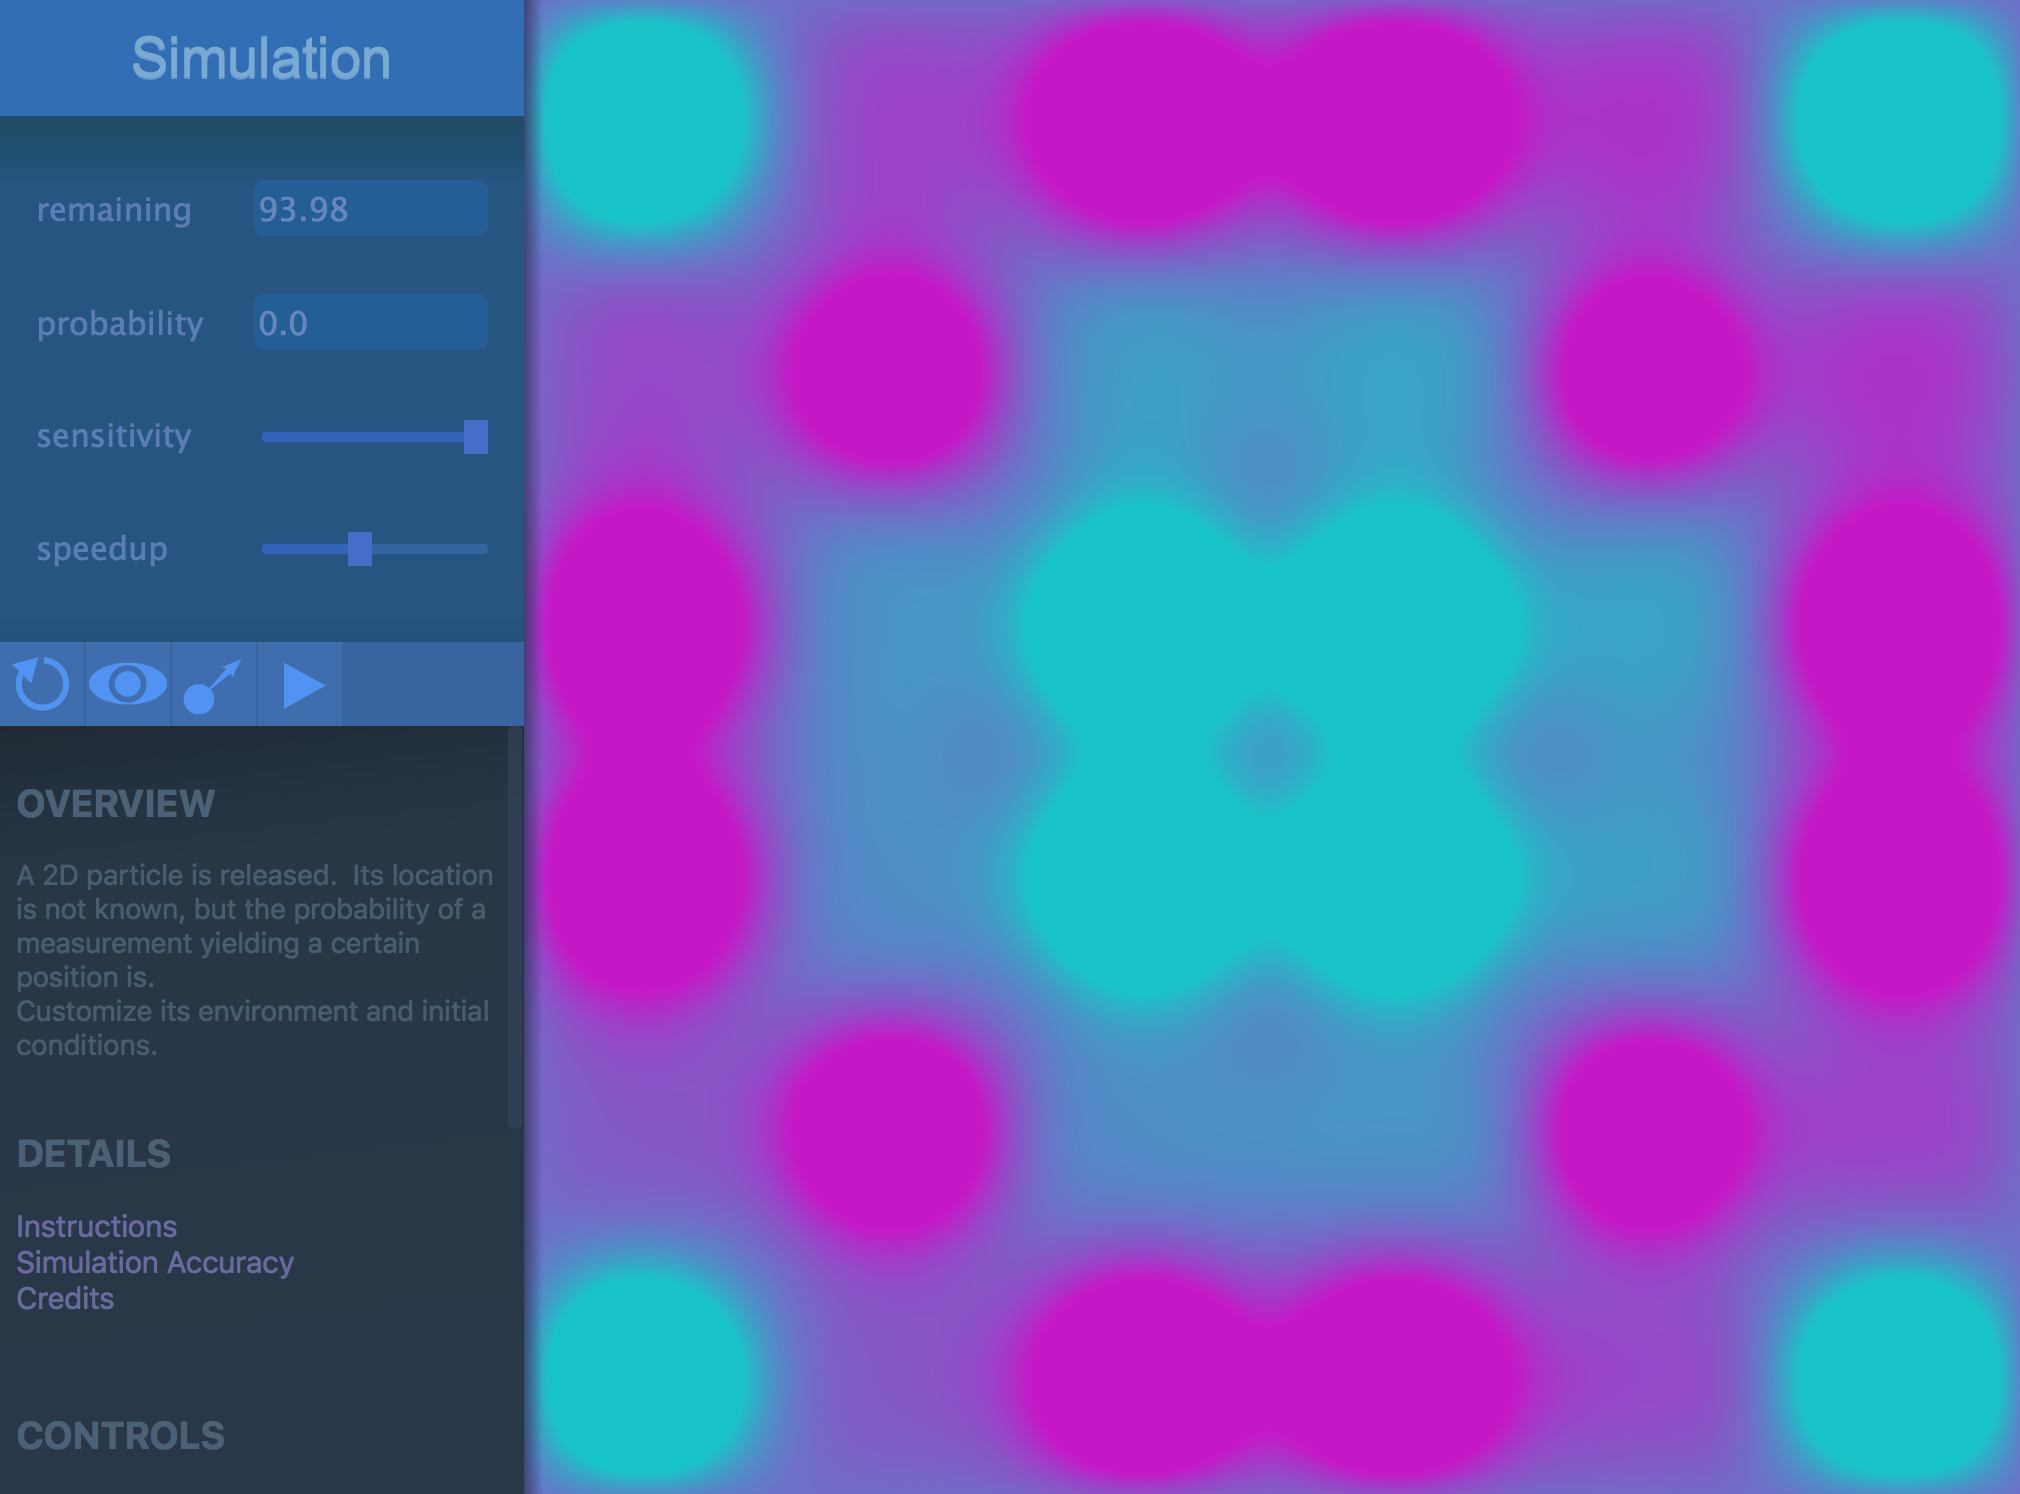 Simulation
remaining 93.98
probability 0.0
sensitivity
speedup
OVERVIEW
A 2D particle is released.  Its location
is not known, but the probability of a
measurement yielding a certain
position is.
Customize its environment and initial
conditions.
DETAILS
Instructions
Simulation Accuracy
Credits
CONTROLS